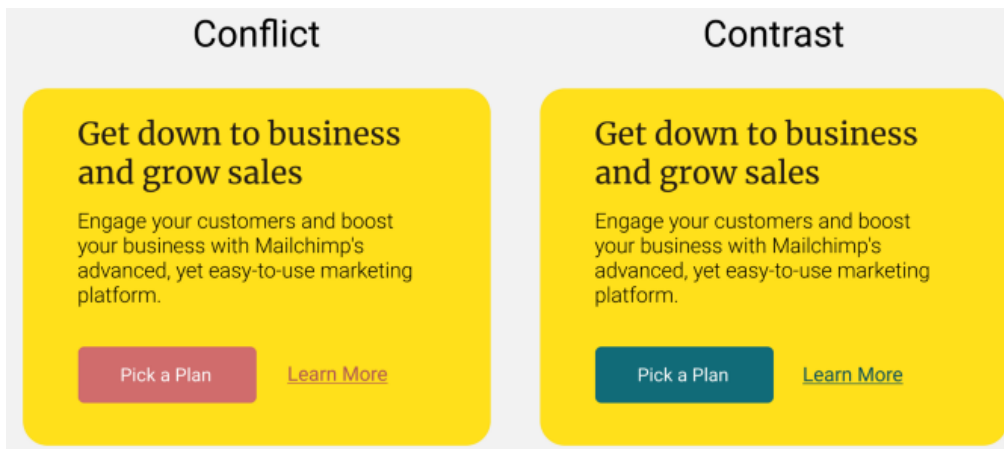 Conflict
Get down to business
and grow sales
Engage your customers and boost
your business with Mailchimp's
advanced, yet easy-to-use marketing
platform.
Pick a Plan
Learn More
Contrast
Get down to business
and grow sales
Engage your customers and boost
your business with Mailchimp's
advanced, yet easy-to-use marketing
platform.
Pick a Plan
Learn More